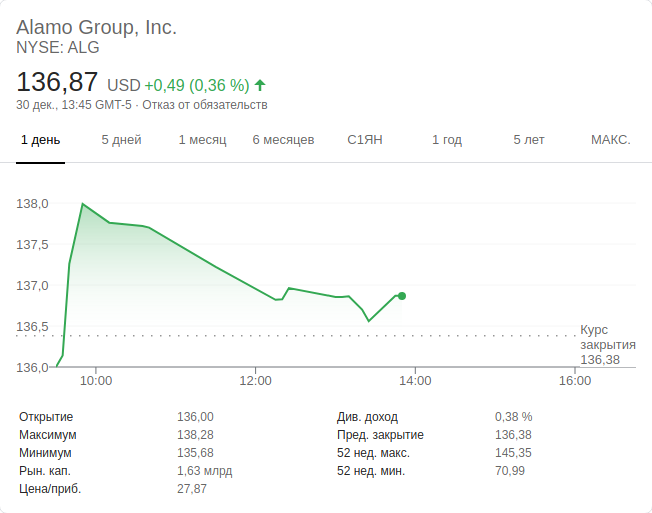 Alamo Group, Inc.
NYSE: ALG
136,87 USD +0,49 (0,36 %)
30 дек., 13:45 GMT-5 · Отказ от обязательств
1 день 5 дней 1 месяц 6 месяцев С1ЯН 1 год 5 лет МАКС.
138,0
137,5
137,0
136,5
136,0
Курс
закрытия
136,38
10:00 12:00 14:00 16:00
Открытие 136,00 Див. доход 0,38 %
Максимум 138,28 Пред. закрытие 136,38
Минимум 135,68 52 нед. макс. 145,35
Рын. кап. 1,63 млрд 52 нед. мин. 70,99
Цена/приб. 27,87